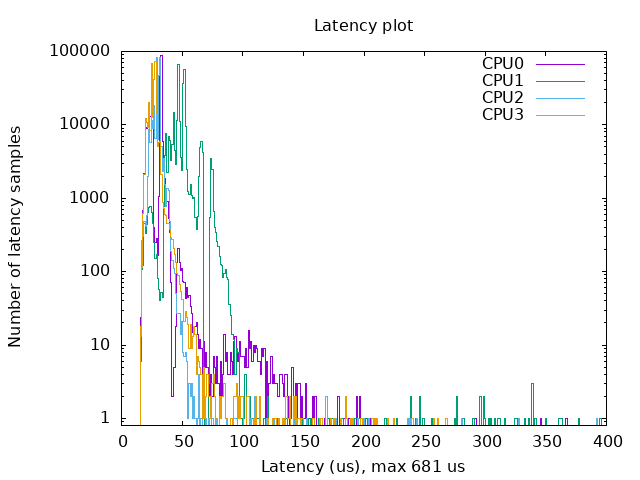 Latency plot
Number of latency samples
100000
10000
1000
100
10
1
CPU0
CPU1
CPU2
CPU3
0 50 100 150 200 250 300 350 400
Latency (us), max 681 us